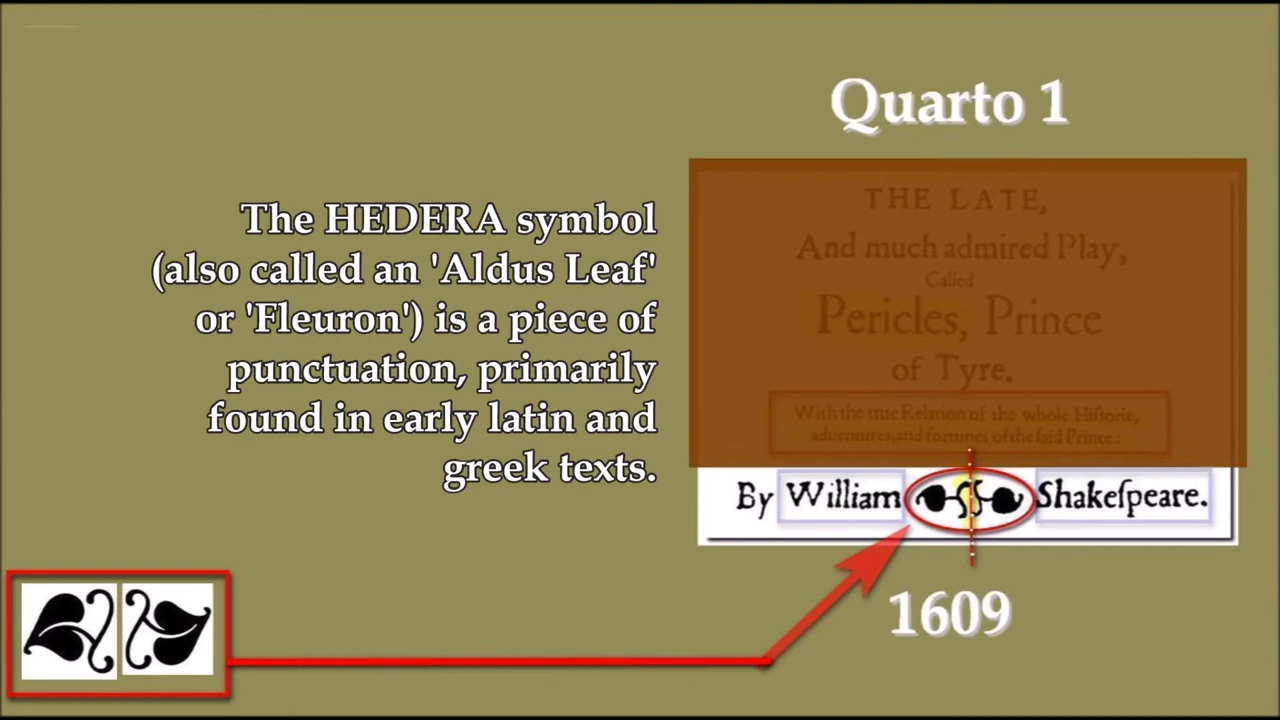 Quarto 1
The HEDERA symbol
(also called an 'Aldus Leaf'
or 'Fleuron') is a piece of
punctuation, primarily
found in early latin and
greek texts.
THE LATE,
And much admired Play,
Called
Pericles, Prince
of Tyre.
With the true Relation of the whole Historie,
adventures, and fortunes of the said Prince:
By William Shakeſpeare.
1609